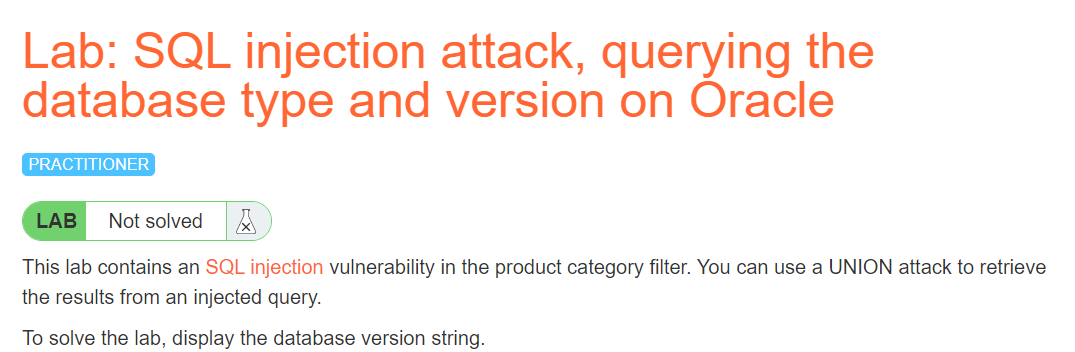 Lab: SQL injection attack, querying the
database type and version on Oracle
PRACTITIONER
LAB Not solved
This lab contains an SQL injection vulnerability in the product category filter. You can use a UNION attack to retrieve
the results from an injected query.
To solve the lab, display the database version string.